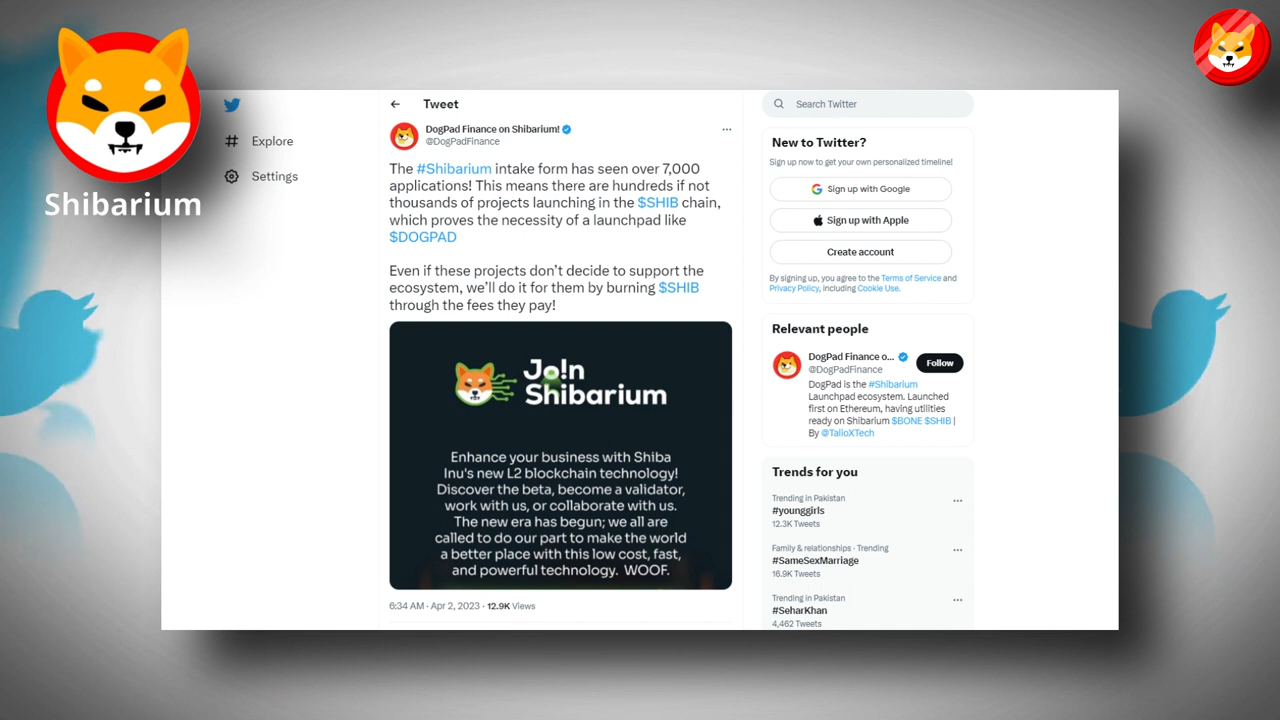 Shibarium
Explore
Settings
Tweet
DogPad Finance on Shibarium!
@DogPadFinance
The #Shibarium intake form has seen over 7,000
applications! This means there are hundreds if not
thousands of projects launching in the $SHIB chain,
which proves the necessity of a launchpad like
$DOGPAD
Even if these projects don’t decide to support the
ecosystem, we’ll do it for them by burning $SHIB
through the fees they pay!
Jo!n
Shibarium
Enhance your business with Shiba
Inu's new L2 blockchain technology!
Discover the beta, become a validator,
work with us, or collaborate with us.
The new era has begun; we all are
called to do our part to make the world
a better place with this low cost, fast,
and powerful technology. WOOF.
6:34 AM · Apr 2, 2023 · 12.9K Views
Search Twitter
New to Twitter?
Sign up now to get your own personalized timeline!
Sign up with Google
Sign up with Apple
Create account
By signing up, you agree to the Terms of Service and
Privacy Policy, including Cookie Use.
Relevant people
DogPad Finance o...
Follow
@DogPadFinance
DogPad is the #Shibarium
Launchpad ecosystem. Launched
first on Ethereum, having utilities
ready on Shibarium $BONE $SHIB |
By @TalioXTech
Trends for you
Trending in Pakistan
#younggirls
12.3K Tweets
Family & relationships · Trending
#SameSexMarriage
16.9K Tweets
Trending in Pakistan
#SeharKhan
4,462 Tweets